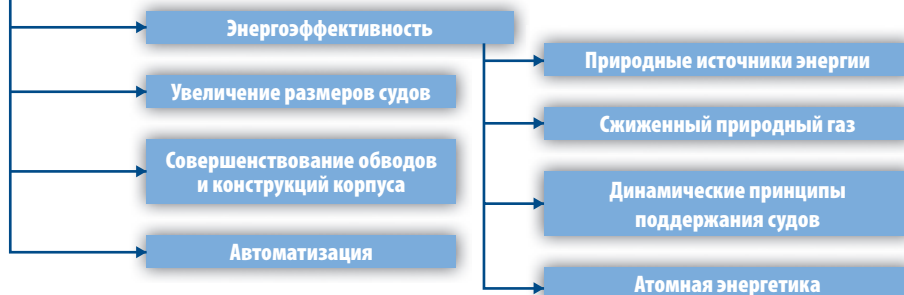 Энергоэффективность
Увеличение размеров судов
Совершенствование обводов
и конструкций корпуса
Автоматизация
Природные источники энергии
Сжиженный природный газ
Динамические принципы
поддержания судов
Атомная энергетика